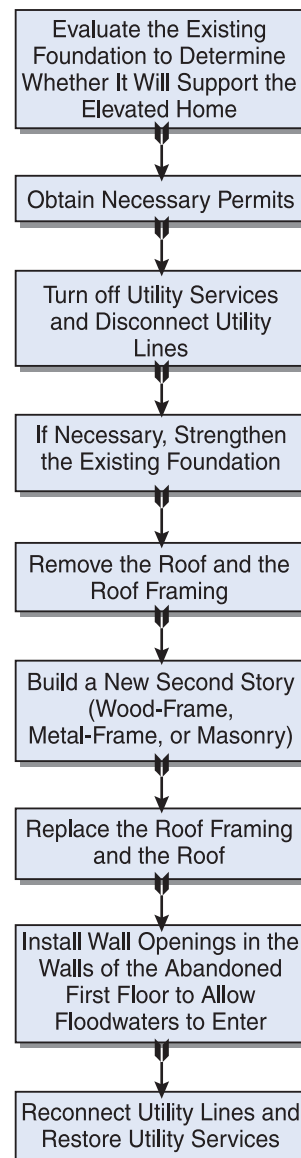 Evaluate the Existing
Foundation to Determine
Whether It Will Support the
Elevated Home
Obtain Necessary Permits
Turn off Utility Services
and Disconnect Utility
Lines
If Necessary, Strengthen
the Existing Foundation
Remove the Roof and the
Roof Framing
Build a New Second Story
(Wood-Frame,
Metal-Frame, or Masonry)
Replace the Roof Framing
and the Roof
Install Wall Openings in the
Walls of the Abandoned
First Floor to Allow
Floodwaters to Enter
Reconnect Utility Lines and
Restore Utility Services